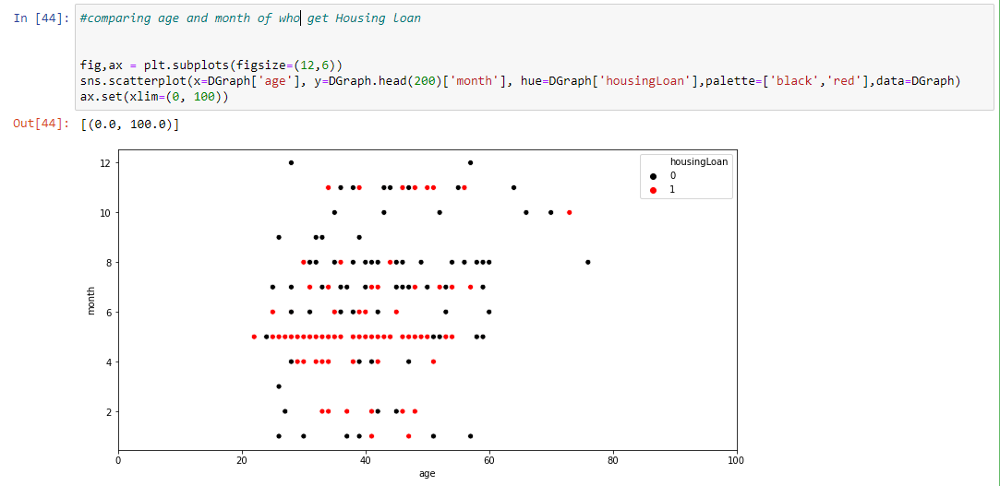 In [44]: #comparing age and month of who get Housing loan
fig,ax = plt.subplots(figsize=(12,6))
sns.scatterplot(x=DGraph['age'], y=DGraph.head(200)['month'], hue=DGraph['housingLoan'],palette=['black','red'],data=DGraph)
ax.set(xlim=(0, 100))
Out[44]: [(0.0, 100.0)]
housingLoan
0
1
12
10
8
6
4
2
month
0 20 40 60 80 100
age